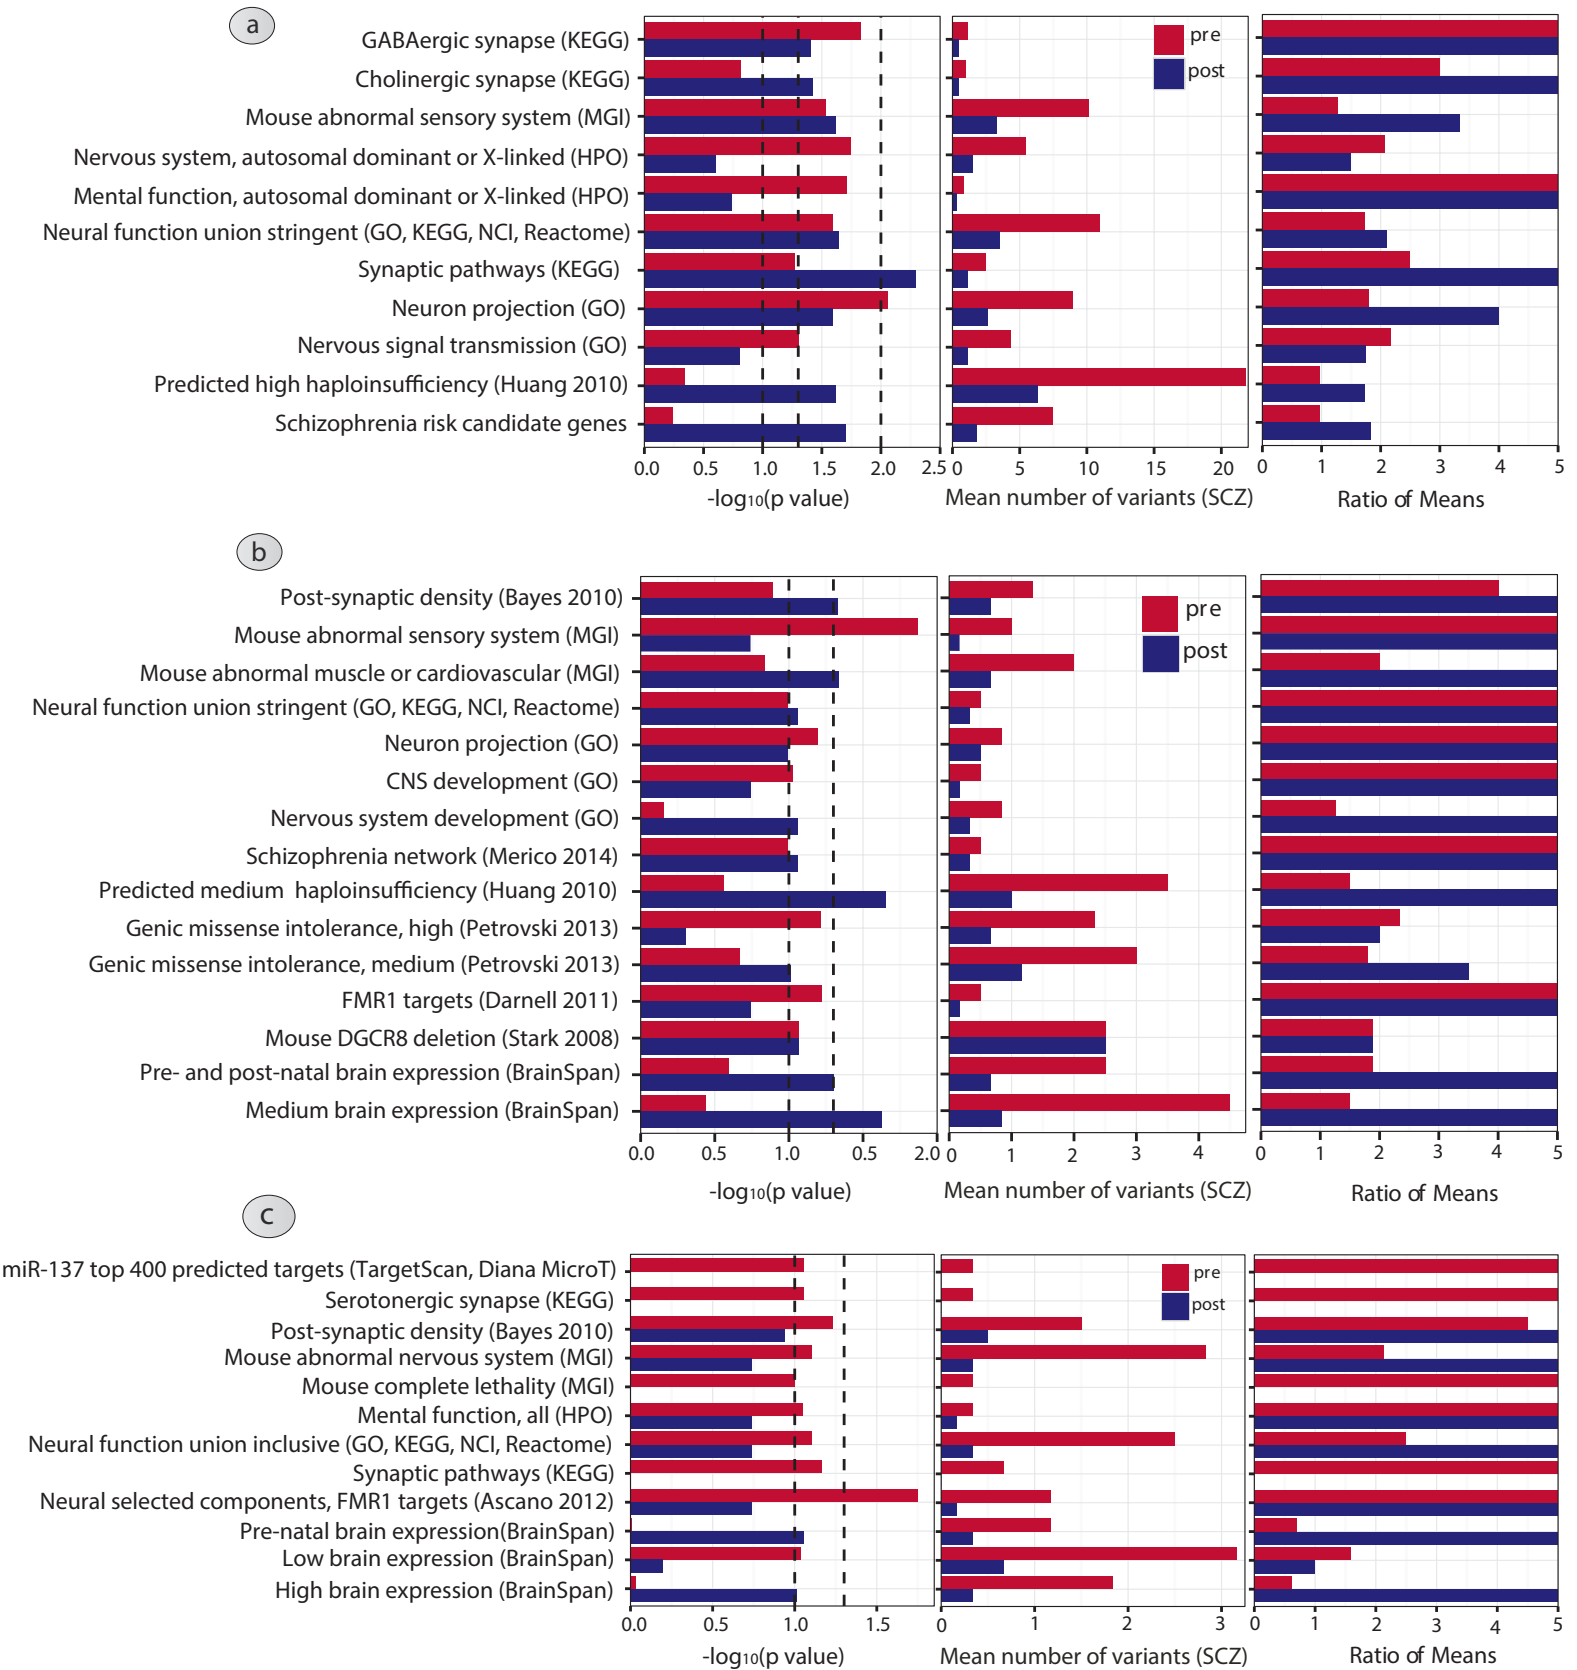 a
GABAergic synapse (KEGG)
Cholinergic synapse (KEGG)
Mouse abnormal sensory system (MGI)
Nervous system, autosomal dominant or X-linked (HPO)
Mental function, autosomal dominant or X-linked (HPO)
Neural function union stringent (GO, KEGG, NCI, Reactome)
Synaptic pathways (KEGG)
Neuron projection (GO)
Nervous signal transmission (GO)
Predicted high haploinsufficiency (Huang 2010)
Schizophrenia risk candidate genes
pre
post
0.0 0.5 1.0 1.5 2.0 2.5 0 5 10 15 20 0 1 2 3 4 5
-log10(p value) Mean number of variants (SCZ) Ratio of Means
b
Post-synaptic density (Bayes 2010)
Mouse abnormal sensory system (MGI)
Mouse abnormal muscle or cardiovascular (MGI)
Neural function union stringent (GO, KEGG, NCI, Reactome)
Neuron projection (GO)
CNS development (GO)
Nervous system development (GO)
Schizophrenia network (Merico 2014)
Predicted medium haploinsufficiency (Huang 2010)
Genic missense intolerance, high (Petrovski 2013)
Genic missense intolerance, medium (Petrovski 2013)
FMR1 targets (Darnell 2011)
Mouse DGCR8 deletion (Stark 2008)
Pre- and post-natal brain expression (BrainSpan)
Medium brain expression (BrainSpan)
pre
post
0.0 0.5 1.0 0.5 2.0 0 1 2 3 4 0 1 2 3 4 5
-log10(p value) Mean number of variants (SCZ) Ratio of Means
c
miR-137 top 400 predicted targets (TargetScan, Diana MicroT)
Serotonergic synapse (KEGG)
Post-synaptic density (Bayes 2010)
Mouse abnormal nervous system (MGI)
Mouse complete lethality (MGI)
Mental function, all (HPO)
Neural function union inclusive (GO, KEGG, NCI, Reactome)
Synaptic pathways (KEGG)
Neural selected components, FMR1 targets (Ascano 2012)
Pre-natal brain expression(BrainSpan)
Low brain expression (BrainSpan)
High brain expression (BrainSpan)
pre
post
0.0 0.5 1.0 1.5 0 1 2 3 0 1 2 3 4 5
-log10(p value) Mean number of variants (SCZ) Ratio of Means